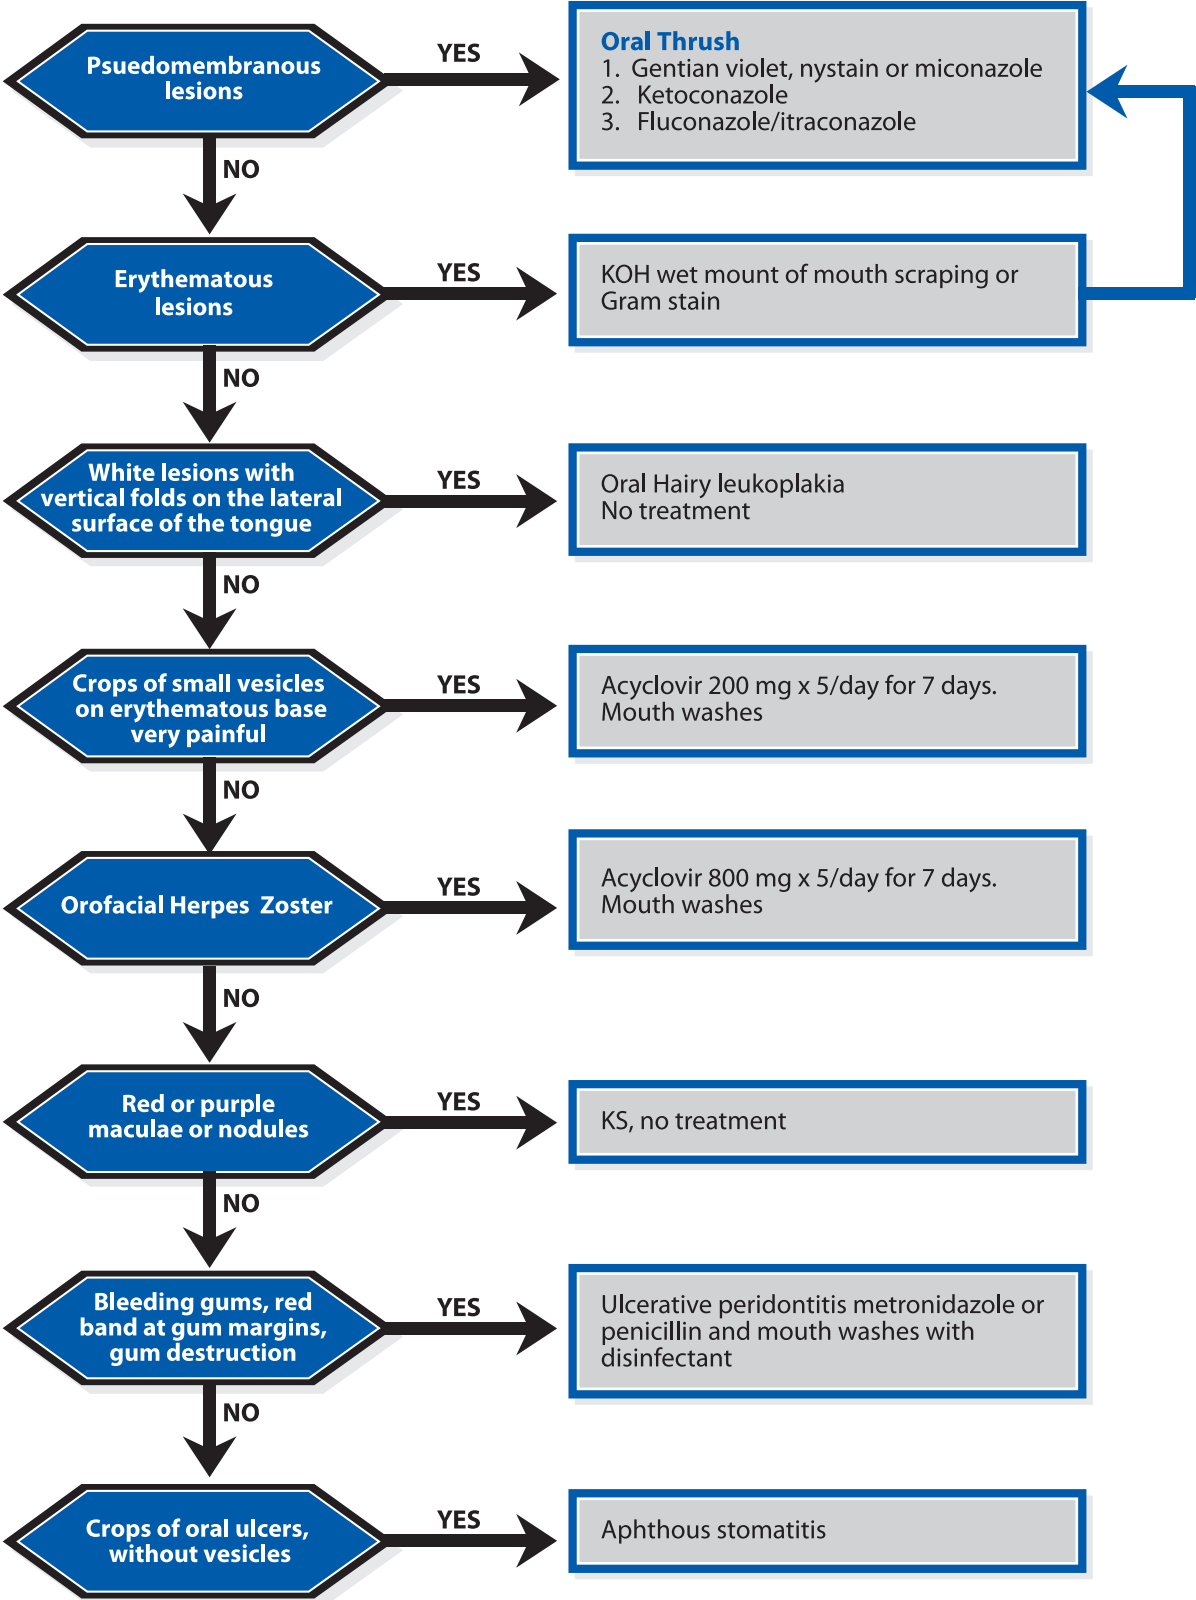 Psuedomembranous
lesions
YES
Oral Thrush
1. Gentian violet, nystain or miconazole
2. Ketoconazole
3. Fluconazole/itraconazole
NO
Erythematous
lesions
YES
KOH wet mount of mouth scraping or
Gram stain
NO
White lesions with
vertical folds on the lateral
surface of the tongue
YES
Oral Hairy leukoplakia
No treatment
NO
Crops of small vesicles
on erythematous base
very painful
YES
Acyclovir 200 mg x 5/day for 7 days.
Mouth washes
NO
Orofacial Herpes Zoster
YES
Acyclovir 800 mg x 5/day for 7 days.
Mouth washes
NO
Red or purple
maculae or nodules
YES
KS, no treatment
NO
Bleeding gums, red
band at gum margins,
gum destruction
YES
Ulcerative peridontitis metronidazole or
penicillin and mouth washes with
disinfectant
NO
Crops of oral ulcers,
without vesicles
YES
Aphthous stomatitis